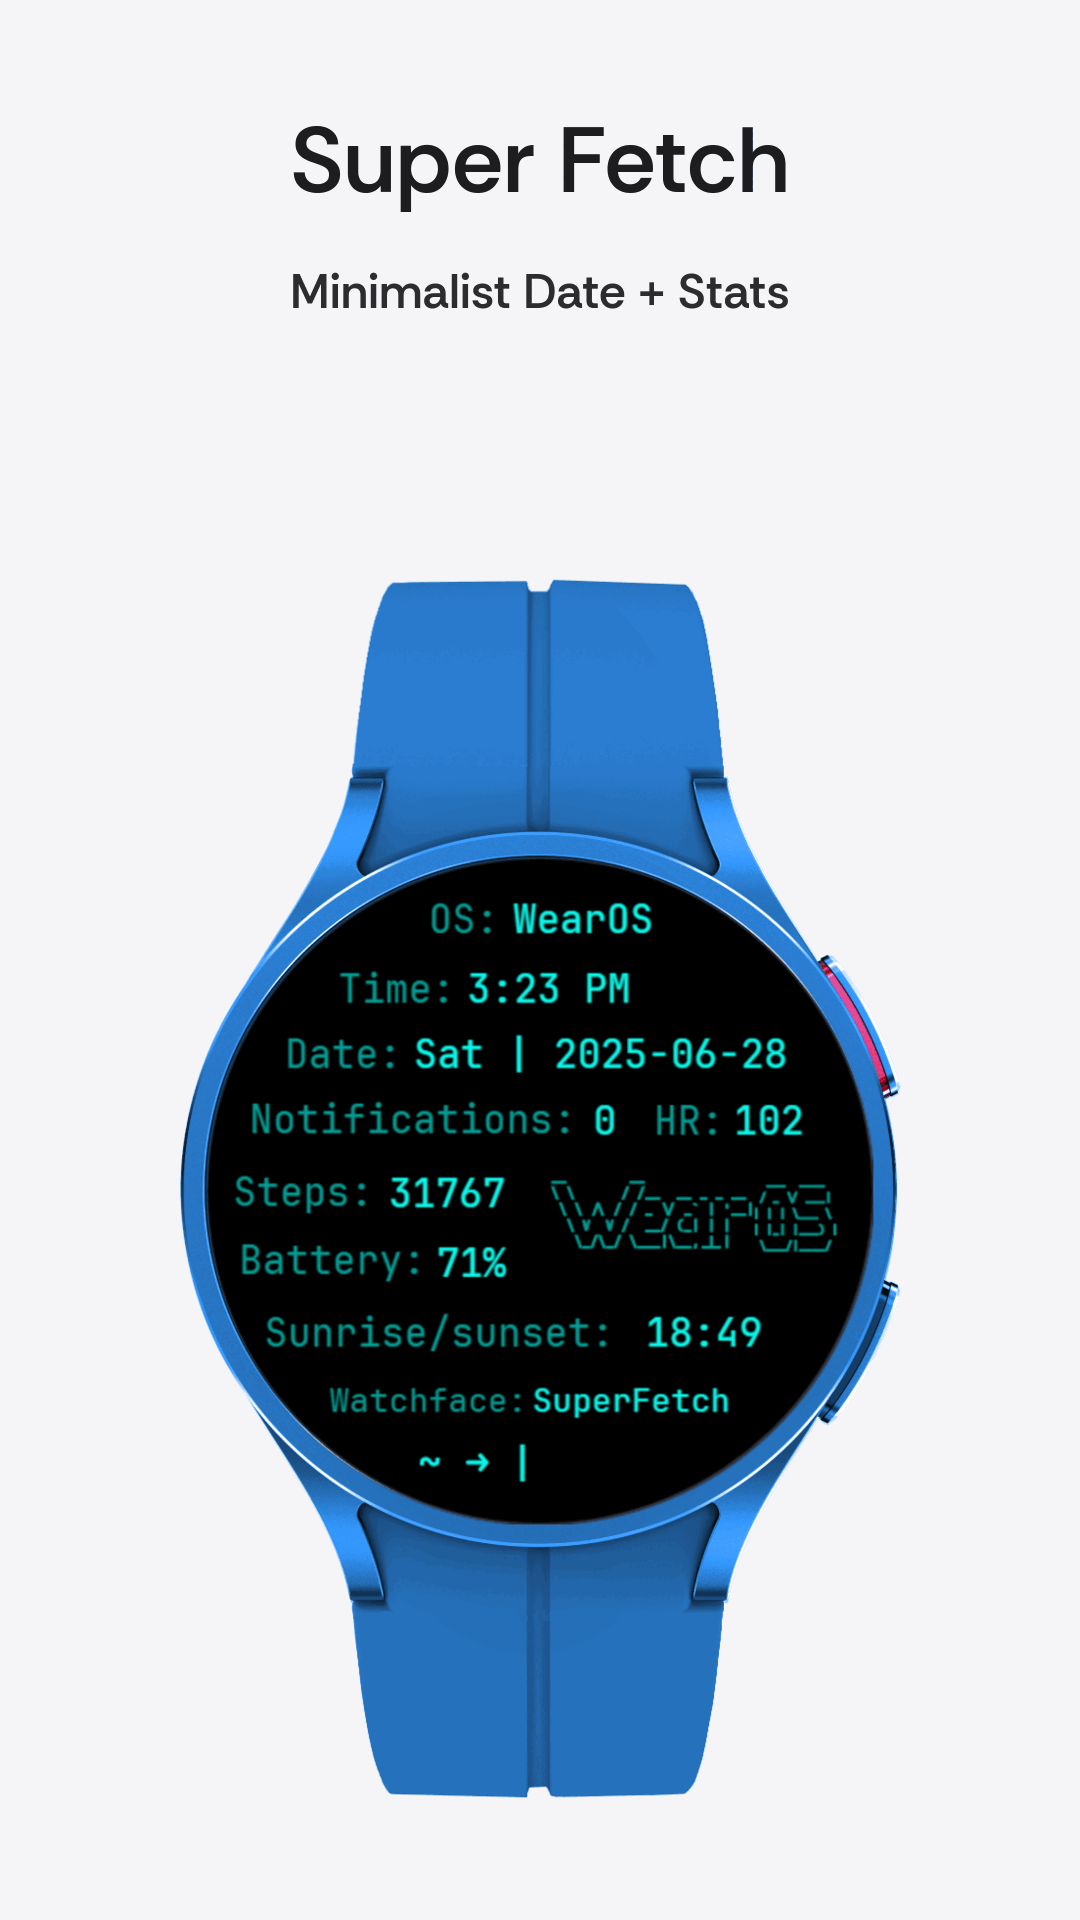 Super Fetch
Minimalist Date + Stats
OS: WearOS
Time: 3:23 PM
Date: Sat | 2025-06-28
Notifications: 0 HR: 102
Steps: 31767
WearOS
Battery: 71%
Sunrise/sunset: 18:49
Watchface: SuperFetch
~ → |